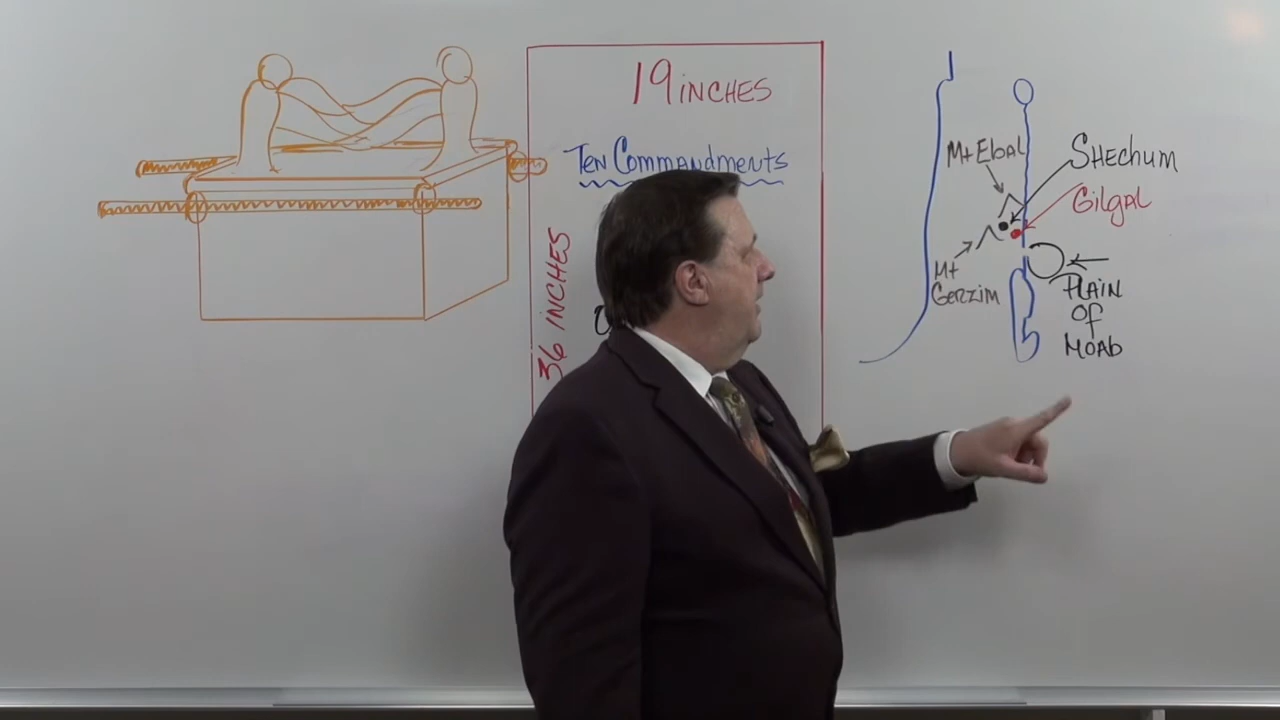 19 INCHES
TEN COMMANDMENTS
36 INCHES
Mt Ebal
SHECHUM
Gilgal
Mt
Gerzim
PLAIN
OF
MOAB